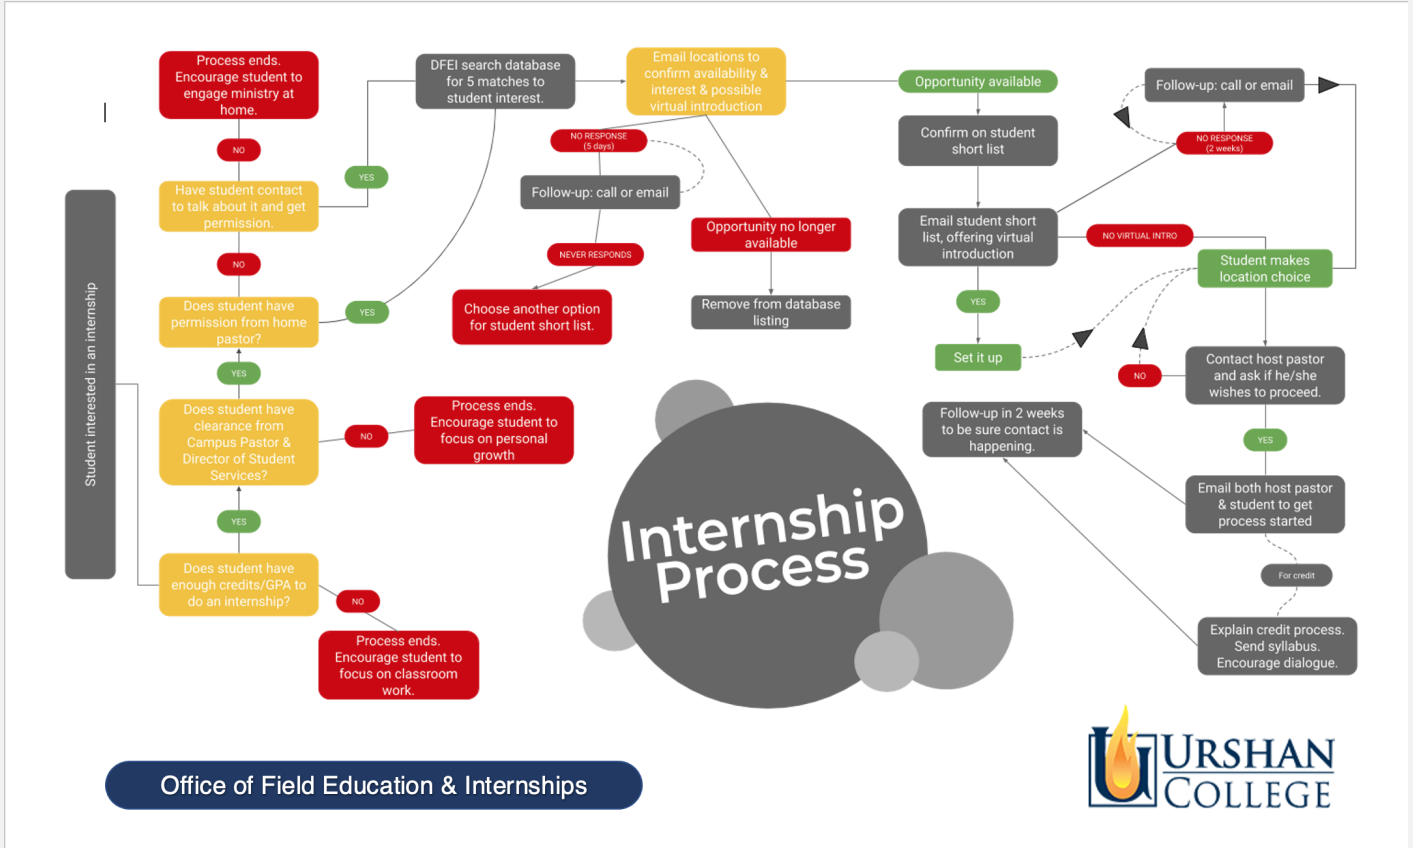 Process ends.
Encourage student to
engage ministry at
home.
NO
Have student contact
to talk about it and get
permission.
YES
NO
Does student have
permission from home
pastor?
YES
YES
Does student have
clearance from
Campus Pastor &
Director of Student
Services?
NO
Process ends.
Encourage student to
focus on personal
growth
YES
Does student have
enough credits/GPA to
do an internship?
NO
Process ends.
Encourage student to
focus on classroom
work.
Student interested in an internship
DFEI search database
for 5 matches to
student interest.
Email locations to
confirm availability &
interest & possible
virtual introduction
NO RESPONSE
(5 days)
Follow-up: call or email
NEVER RESPONDS
Choose another option
for student short list.
Opportunity no longer
available
Remove from database
listing
Opportunity available
Confirm on student
short list
Email student short
list, offering virtual
introduction
YES
Set it up
Follow-up: call or email
NO RESPONSE
(2 weeks)
NO VIRTUAL INTRO
Student makes
location choice
Contact host pastor
and ask if he/she
wishes to proceed.
NO
YES
Follow-up in 2 weeks
to be sure contact is
happening.
Email both host pastor
& student to get
process started
For credit
Explain credit process.
Send syllabus.
Encourage dialogue.
Internship
Process
Office of Field Education & Internships
U
URSHAN
COLLEGE